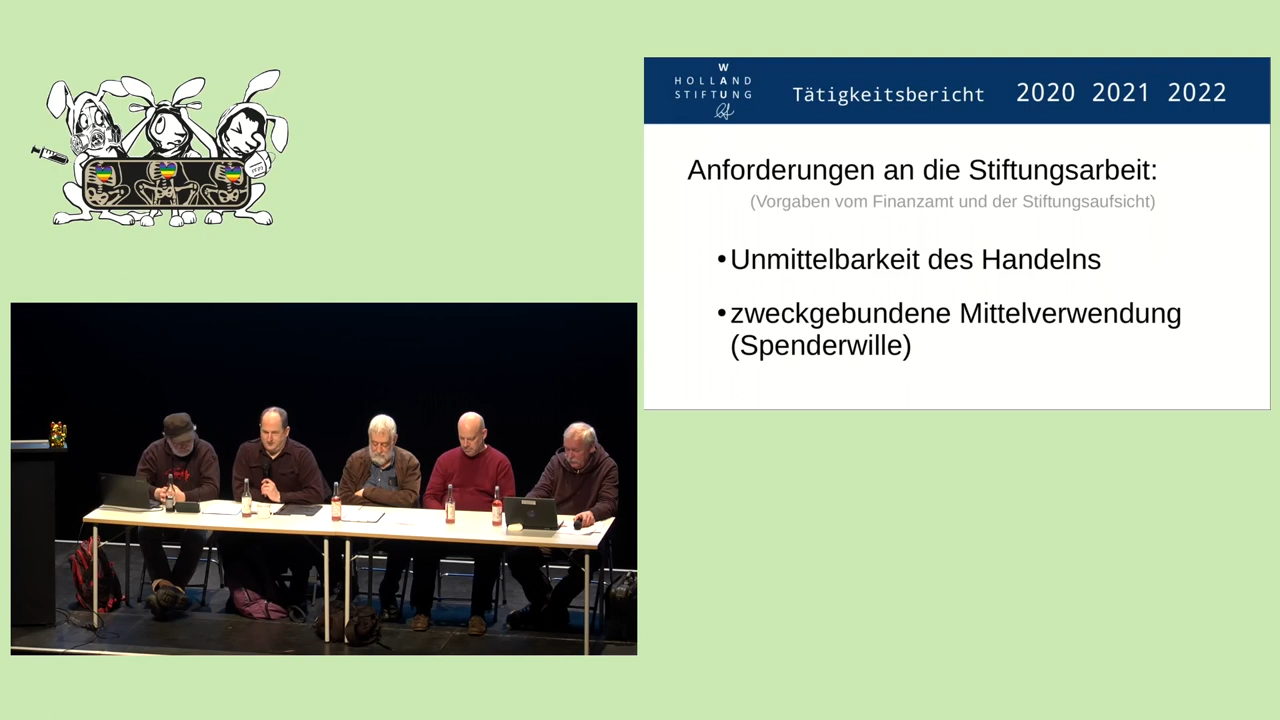 W
HOLLAND
STIFTUNG
Tätigkeitsbericht 2020 2021 2022
Anforderungen an die Stiftungsarbeit:
(Vorgaben vom Finanzamt und der Stiftungsaufsicht)
•Unmittelbarkeit des Handelns
•zweckgebundene Mittelverwendung
(Spenderwille)